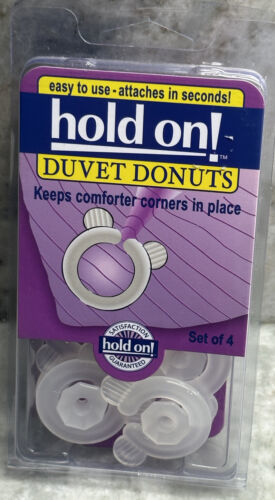 easy to use - attaches in seconds!
hold on!™
DUVET DONUTS
Keeps comforter corners in place
Set of 4
SATISFACTION
hold on!
GUARANTEED